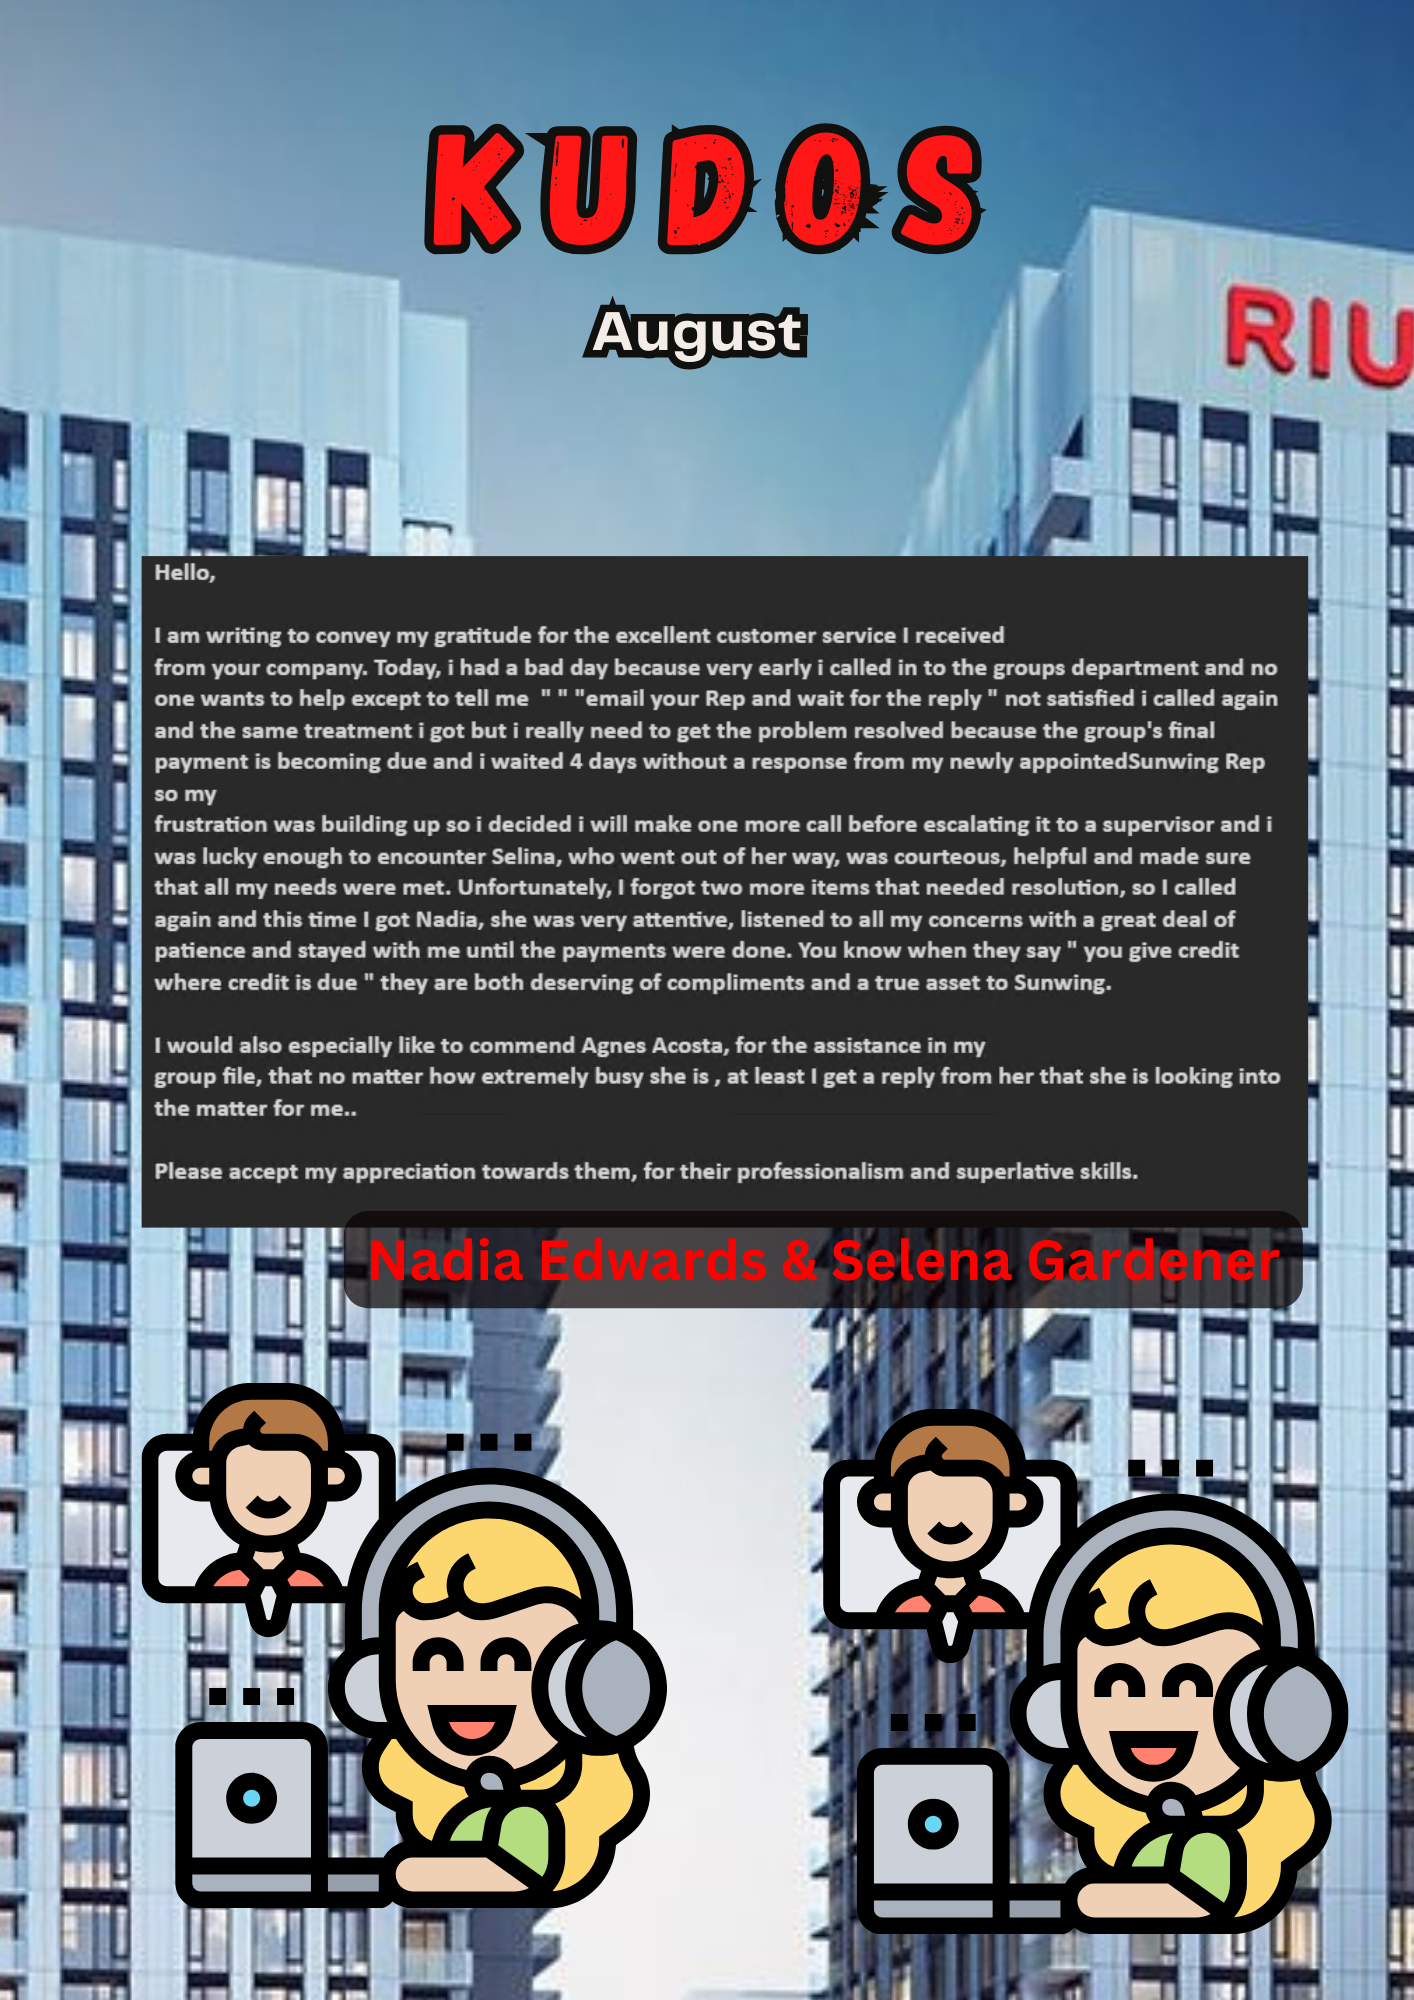 KUDOS
August
RIU
Hello,
I am writing to convey my gratitude for the excellent customer service I received
from your company. Today, i had a bad day because very early i called in to the groups department and no
one wants to help except to tell me " " "email your Rep and wait for the reply " not satisfied i called again
and the same treatment i got but i really need to get the problem resolved because the group's final
payment is becoming due and i waited 4 days without a response from my newly appointedSunwing Rep
so my
frustration was building up so i decided i will make one more call before escalating it to a supervisor and i
was lucky enough to encounter Selina, who went out of her way, was courteous, helpful and made sure
that all my needs were met. Unfortunately, I forgot two more items that needed resolution, so I called
again and this time I got Nadia, she was very attentive, listened to all my concerns with a great deal of
patience and stayed with me until the payments were done. You know when they say " you give credit
where credit is due " they are both deserving of compliments and a true asset to Sunwing.
I would also especially like to commend Agnes Acosta, for the assistance in my
group file, that no matter how extremely busy she is , at least I get a reply from her that she is looking into
the matter for me..
Please accept my appreciation towards them, for their professionalism and superlative skills.
Nadia Edwards & Selena Gardener